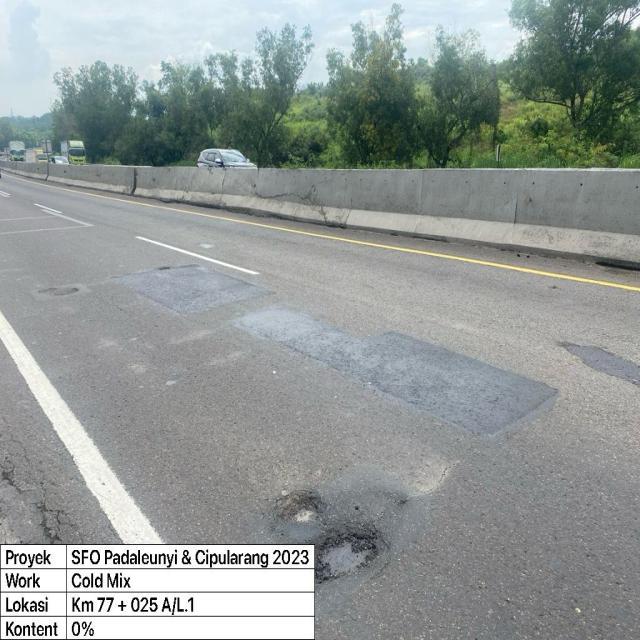 Proyek SFO Padaleunyi & Cipularang 2023
Work Cold Mix
Lokasi Km 77 + 025 A/L.1
Kontent 0%